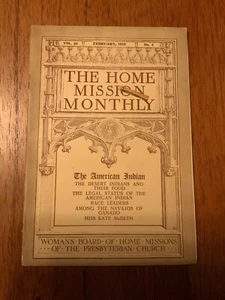 FEBRUARY,
THE HOME
MISSION
MONTHLY
The American Indian
THE DESERT INDIANS AND
THEIR FOOD
THE LEGAL STATUS OF THE
AMERICAN INDIAN
RACE LEADERS
AMONG THE NAVAJOS OF
GANADO
MISS KATE McBETH
WOMAN'S BOARD OF HOME MISSIONS
OF THE PRESBYTERIAN CHURCH